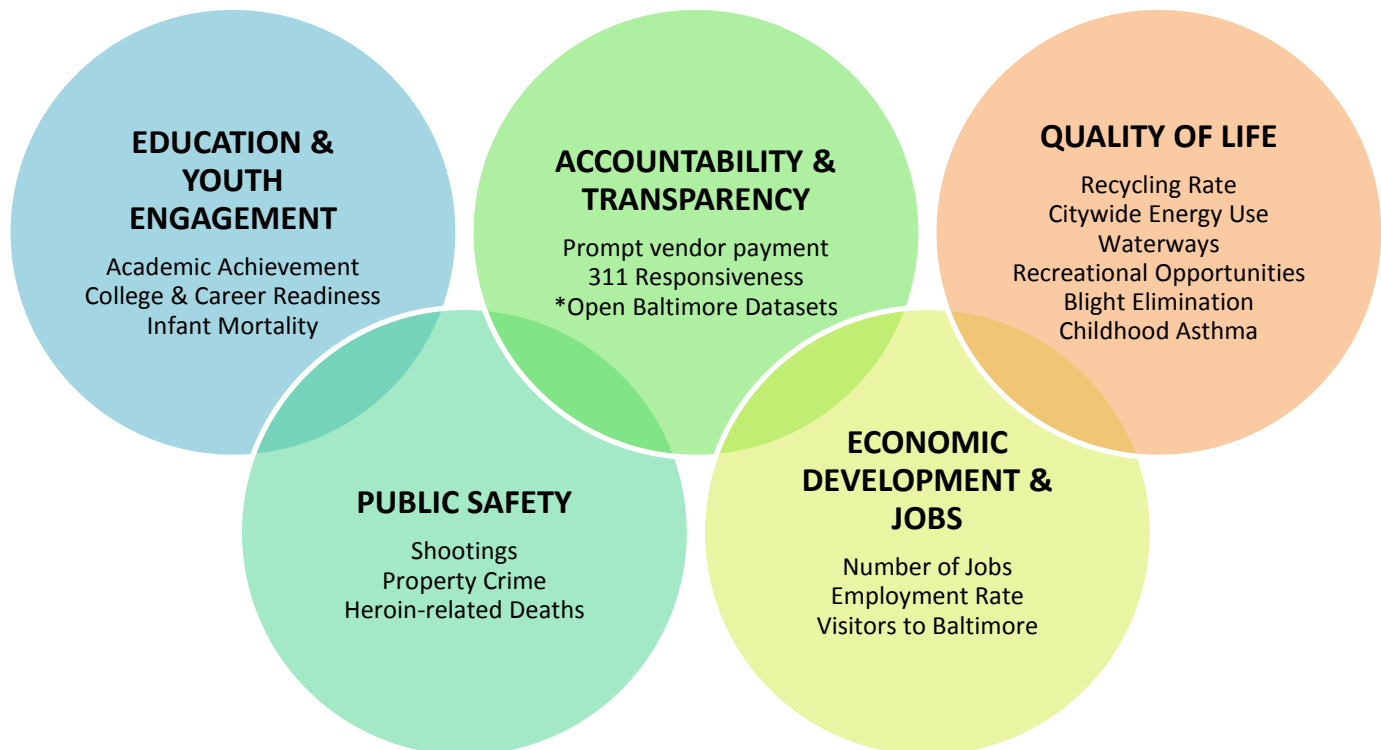 EDUCATION &
YOUTH
ENGAGEMENT
Academic Achievement
College & Career Readiness
Infant Mortality
ACCOUNTABILITY &
TRANSPARENCY
Prompt vendor payment
311 Responsiveness
*Open Baltimore Datasets
QUALITY OF LIFE
Recycling Rate
Citywide Energy Use
Waterways
Recreational Opportunities
Blight Elimination
Childhood Asthma
PUBLIC SAFETY
Shootings
Property Crime
Heroin-related Deaths
ECONOMIC
DEVELOPMENT &
JOBS
Number of Jobs
Employment Rate
Visitors to Baltimore